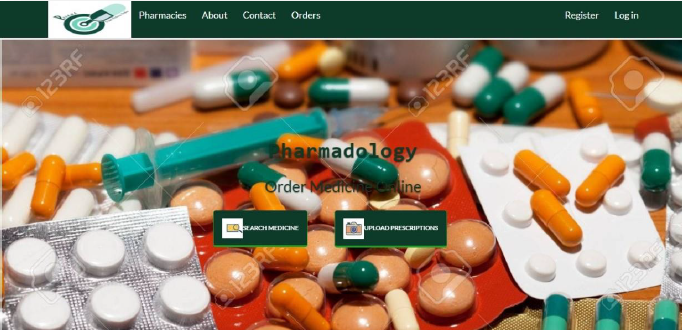 Pharmacies About Contact Orders Register Log in
Pharmadology
Order Medicine Online
SEARCH MEDICINE UPLOAD PRESCRIPTIONS
123RF
123RF
123RF
123RF
123RF